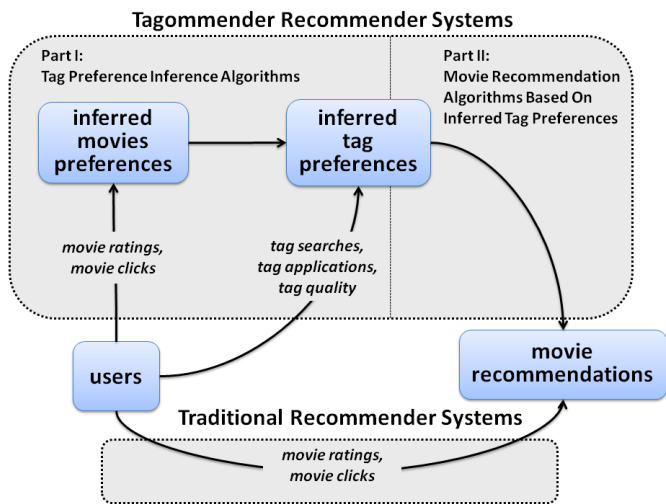 Tagommender Recommender Systems
Part I:
Tag Preference Inference Algorithms
Part II:
Movie Recommendation
Algorithms Based On
Inferred Tag Preferences
inferred
movies
preferences
inferred
tag
preferences
movie ratings,
movie clicks
tag searches,
tag applications,
tag quality
users
movie
recommendations
Traditional Recommender Systems
movie ratings,
movie clicks